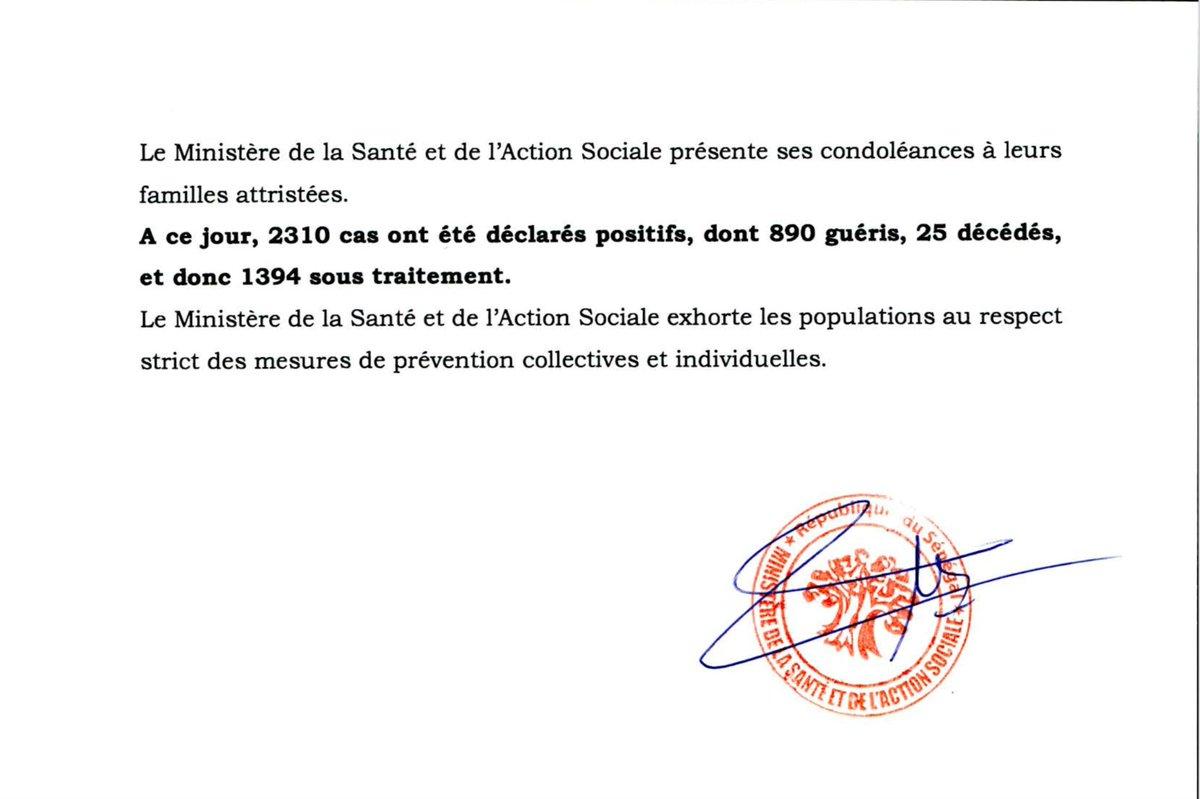 Le Ministère de la Santé et de l'Action Sociale présente ses condoléances à leurs
familles attristées.
A ce jour, 2310 cas ont été déclarés positifs, dont 890 guéris, 25 décédés,
et donc 1394 sous traitement.
Le Ministère de la Santé et de l'Action Sociale exhorte les populations au respect
strict des mesures de prévention collectives et individuelles.
★ République du Sénégal ★
MINISTÈRE DE LA SANTÉ ET DE L'ACTION SOCIALE